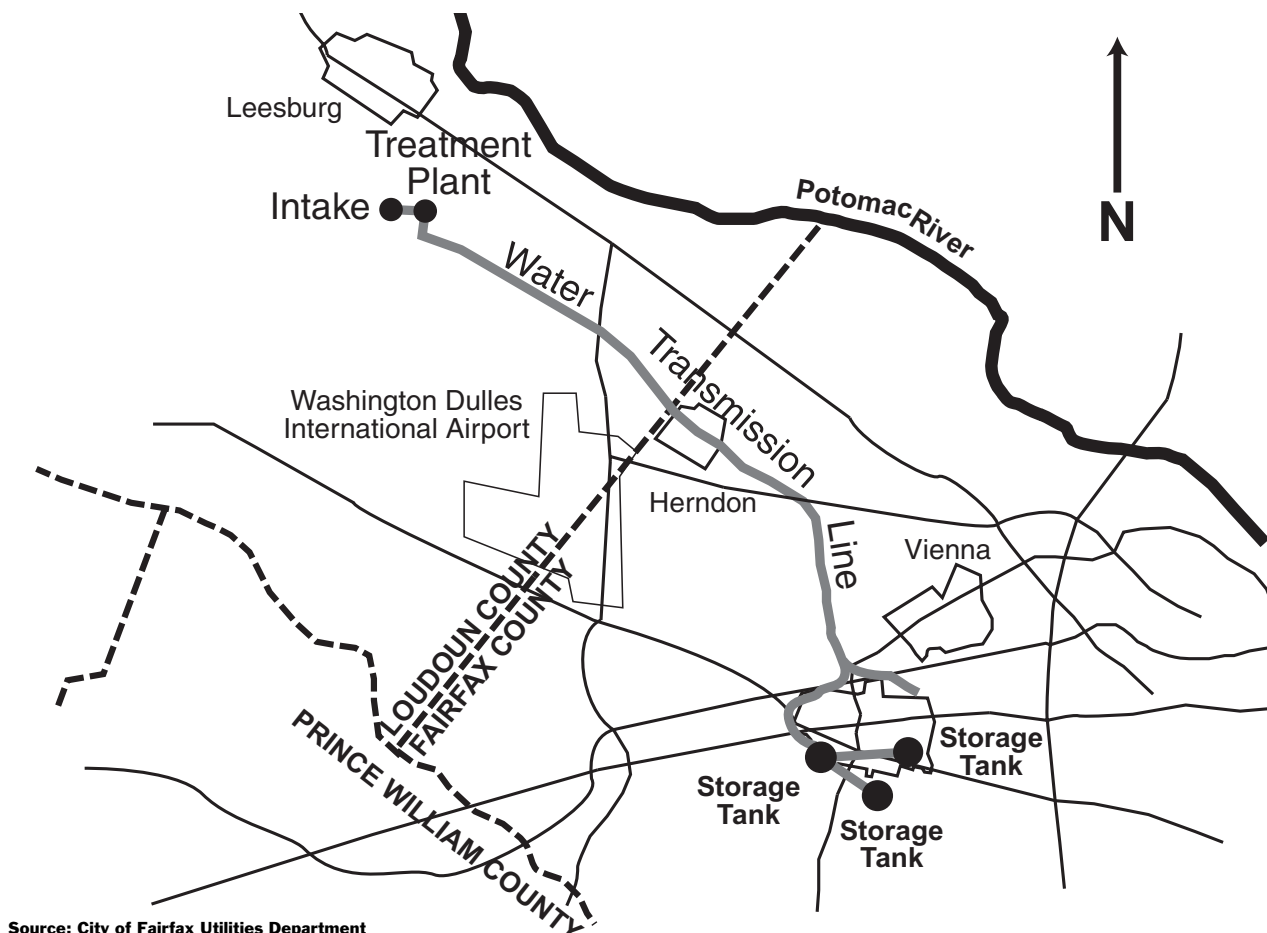 Leesburg
Treatment
Plant
Intake
Potomac River
N
Water
Transmission
Line
Washington Dulles
International Airport
Herndon
Vienna
LOUDOUN COUNTY
FAIRFAX COUNTY
PRINCE WILLIAM COUNTY
Storage
Tank
Storage
Tank
Storage
Tank
Source: City of Fairfax Utilities Department